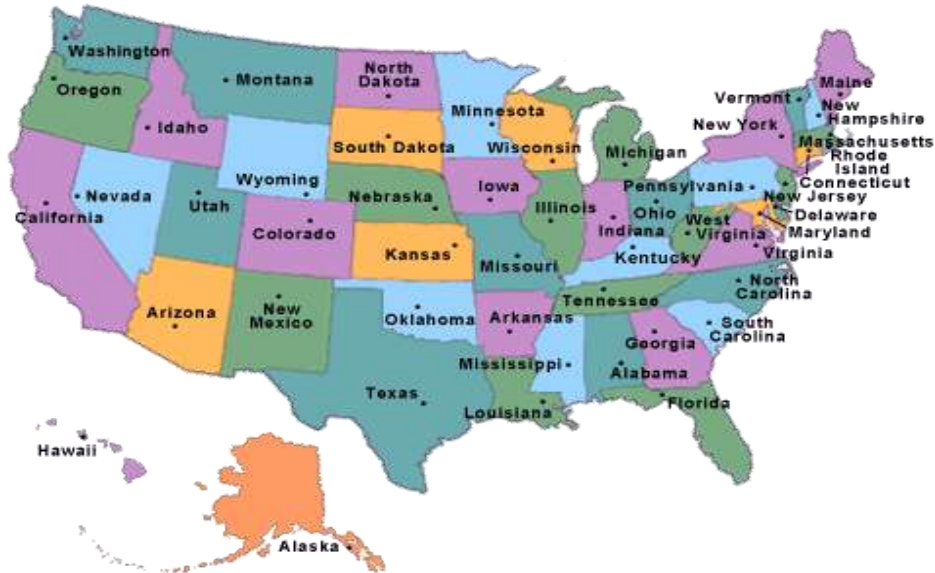 Washington
Montana
North
Dakota
Minnesota
Maine
Oregon
Idaho
Vermont
New
Hampshire
New York
Massachusetts
South Dakota
Wisconsin
Michigan
Rhode
Island
Connecticut
Wyoming
Nebraska
Iowa
Pennsylvania
New Jersey
Nevada
Utah
Illinois
Indiana
Ohio
West
Virginia
Delaware
Maryland
California
Colorado
Kansas
Missouri
Kentucky
Virginia
Arizona
New
Mexico
Oklahoma
Arkansas
Tennessee
North
Carolina
South
Carolina
Georgia
Mississippi
Alabama
Texas
Louisiana
Florida
Hawaii
Alaska